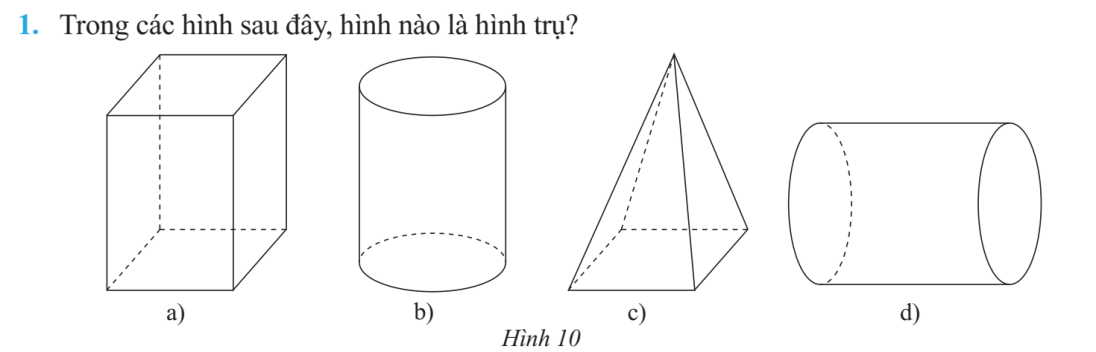 1. Trong các hình sau đây, hình nào là hình trụ?
a) b) c) d)
Hình 10